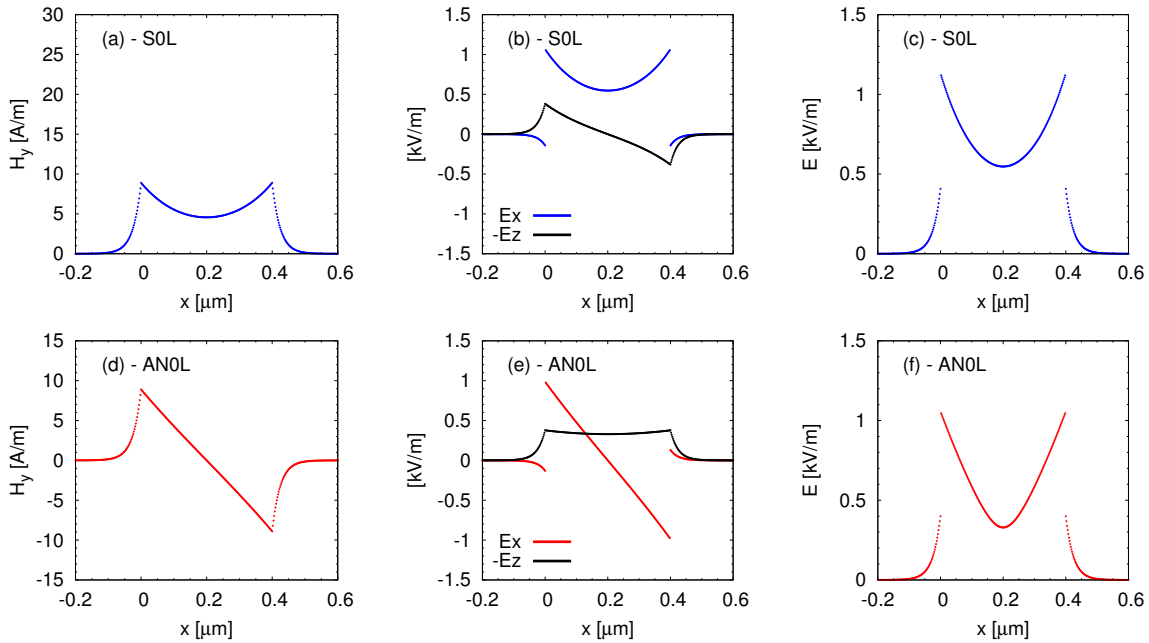 (a) - S0L
H_y [A/m]
30
25
20
15
10
5
0
-0.2 0 0.2 0.4 0.6
x [μm]
(b) - S0L
[kV/m]
1.5
1
0.5
0
-0.5
-1
-1.5
Ex
-Ez
-0.2 0 0.2 0.4 0.6
x [μm]
(c) - S0L
E [kV/m]
1.5
1
0.5
0
-0.2 0 0.2 0.4 0.6
x [μm]
(d) - AN0L
H_y [A/m]
15
10
5
0
-5
-10
-15
-0.2 0 0.2 0.4 0.6
x [μm]
(e) - AN0L
[kV/m]
1.5
1
0.5
0
-0.5
-1
-1.5
Ex
-Ez
-0.2 0 0.2 0.4 0.6
x [μm]
(f) - AN0L
E [kV/m]
1.5
1
0.5
0
-0.2 0 0.2 0.4 0.6
x [μm]